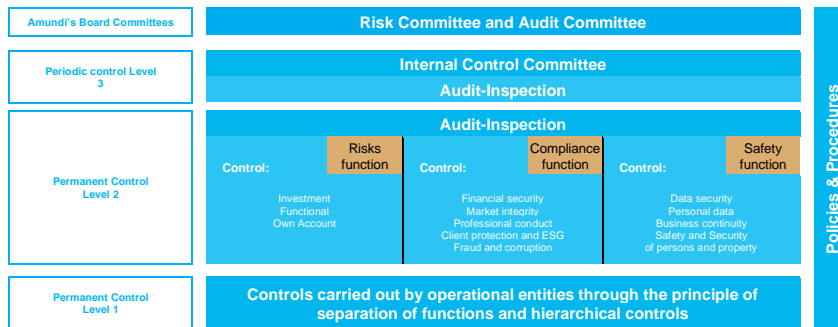 Amundi's Board Committees
Risk Committee and Audit Committee
Periodic control Level
3
Internal Control Committee
Audit-Inspection
Permanent Control
Level 2
Audit-Inspection
Control:
Risks
function
Investment
Functional
Own Account
Control:
Compliance
function
Financial security
Market integrity
Professional conduct
Client protection and ESG
Fraud and corruption
Control:
Safety
function
Data security
Personal data
Business continuity
Safety and Security
of persons and property
Permanent Control
Level 1
Controls carried out by operational entities through the principle of
separation of functions and hierarchical controls
Policies & Procedures